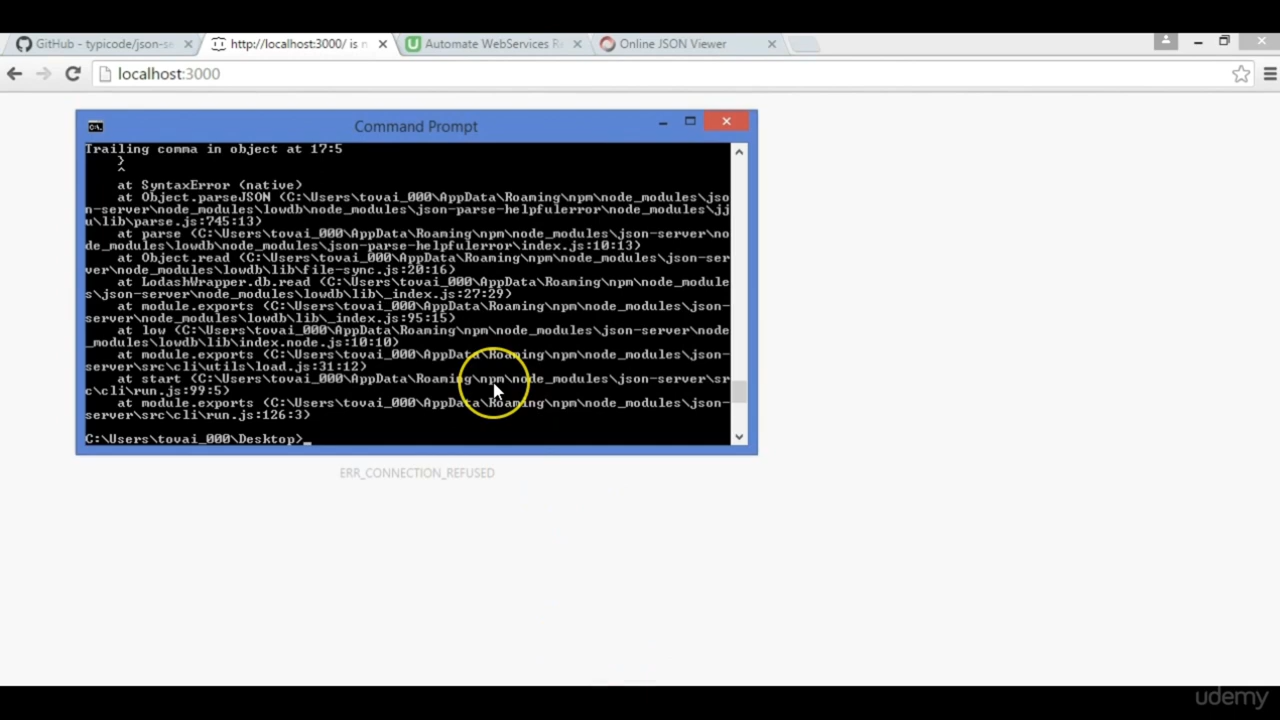 GitHub - typicode/json-se
http://localhost:3000/ is n
Automate WebServices Re
Online JSON Viewer
localhost:3000
Command Prompt
Trailing comma in object at 17:5
}
^
at SyntaxError (native)
at Object.parseJSON (C:\Users\tovai_000\AppData\Roaming\npm\node_modules\jso
n-server\node_modules\lowdb\node_modules\json-parse-helpfulerror\node_modules\jj
u\lib\parse.js:745:13)
at parse (C:\Users\tovai_000\AppData\Roaming\npm\node_modules\json-server\no
de_modules\lowdb\node_modules\json-parse-helpfulerror\index.js:10:13)
at Object.read (C:\Users\tovai_000\AppData\Roaming\npm\node_modules\json-ser
ver\node_modules\lowdb\lib\file-sync.js:20:16)
at LodashWrapper.db.read (C:\Users\tovai_000\AppData\Roaming\npm\node_module
s\json-server\node_modules\lowdb\lib\_index.js:27:29)
at module.exports (C:\Users\tovai_000\AppData\Roaming\npm\node_modules\json-
server\node_modules\lowdb\lib\_index.js:95:15)
at low (C:\Users\tovai_000\AppData\Roaming\npm\node_modules\json-server\node
_modules\lowdb\lib\index.node.js:10:10)
at module.exports (C:\Users\tovai_000\AppData\Roaming\npm\node_modules\json-
server\src\cli\utils\load.js:31:12)
at start (C:\Users\tovai_000\AppData\Roaming\npm\node_modules\json-server\sr
c\cli\run.js:99:5)
at module.exports (C:\Users\tovai_000\AppData\Roaming\npm\node_modules\json-
server\src\cli\run.js:126:3)
C:\Users\tovai_000\Desktop>_
ERR_CONNECTION_REFUSED
udemy